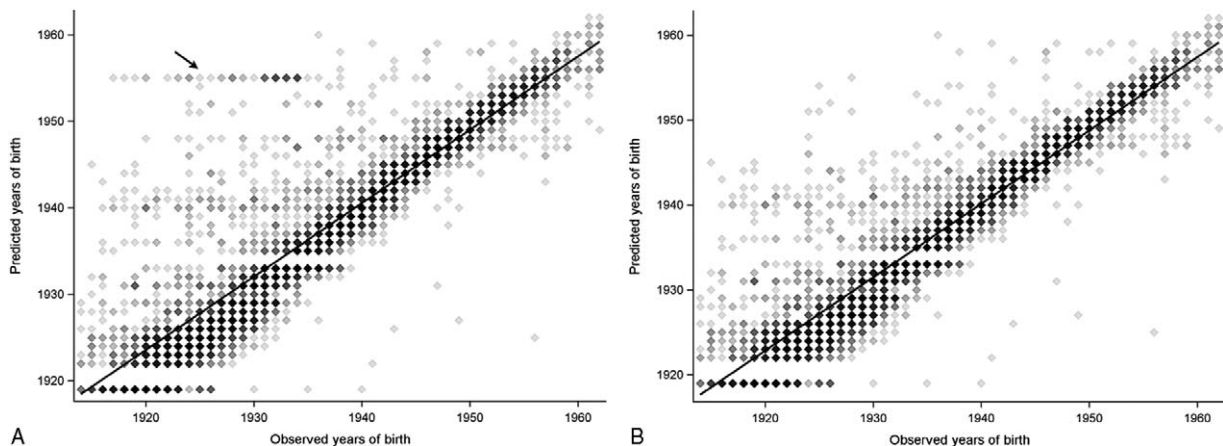 1960
1950
1940
1930
1920
Predicted years of birth
1920 1930 1940 1950 1960
Observed years of birth
A
1960
1950
1940
1930
1920
Predicted years of birth
1920 1930 1940 1950 1960
Observed years of birth
B